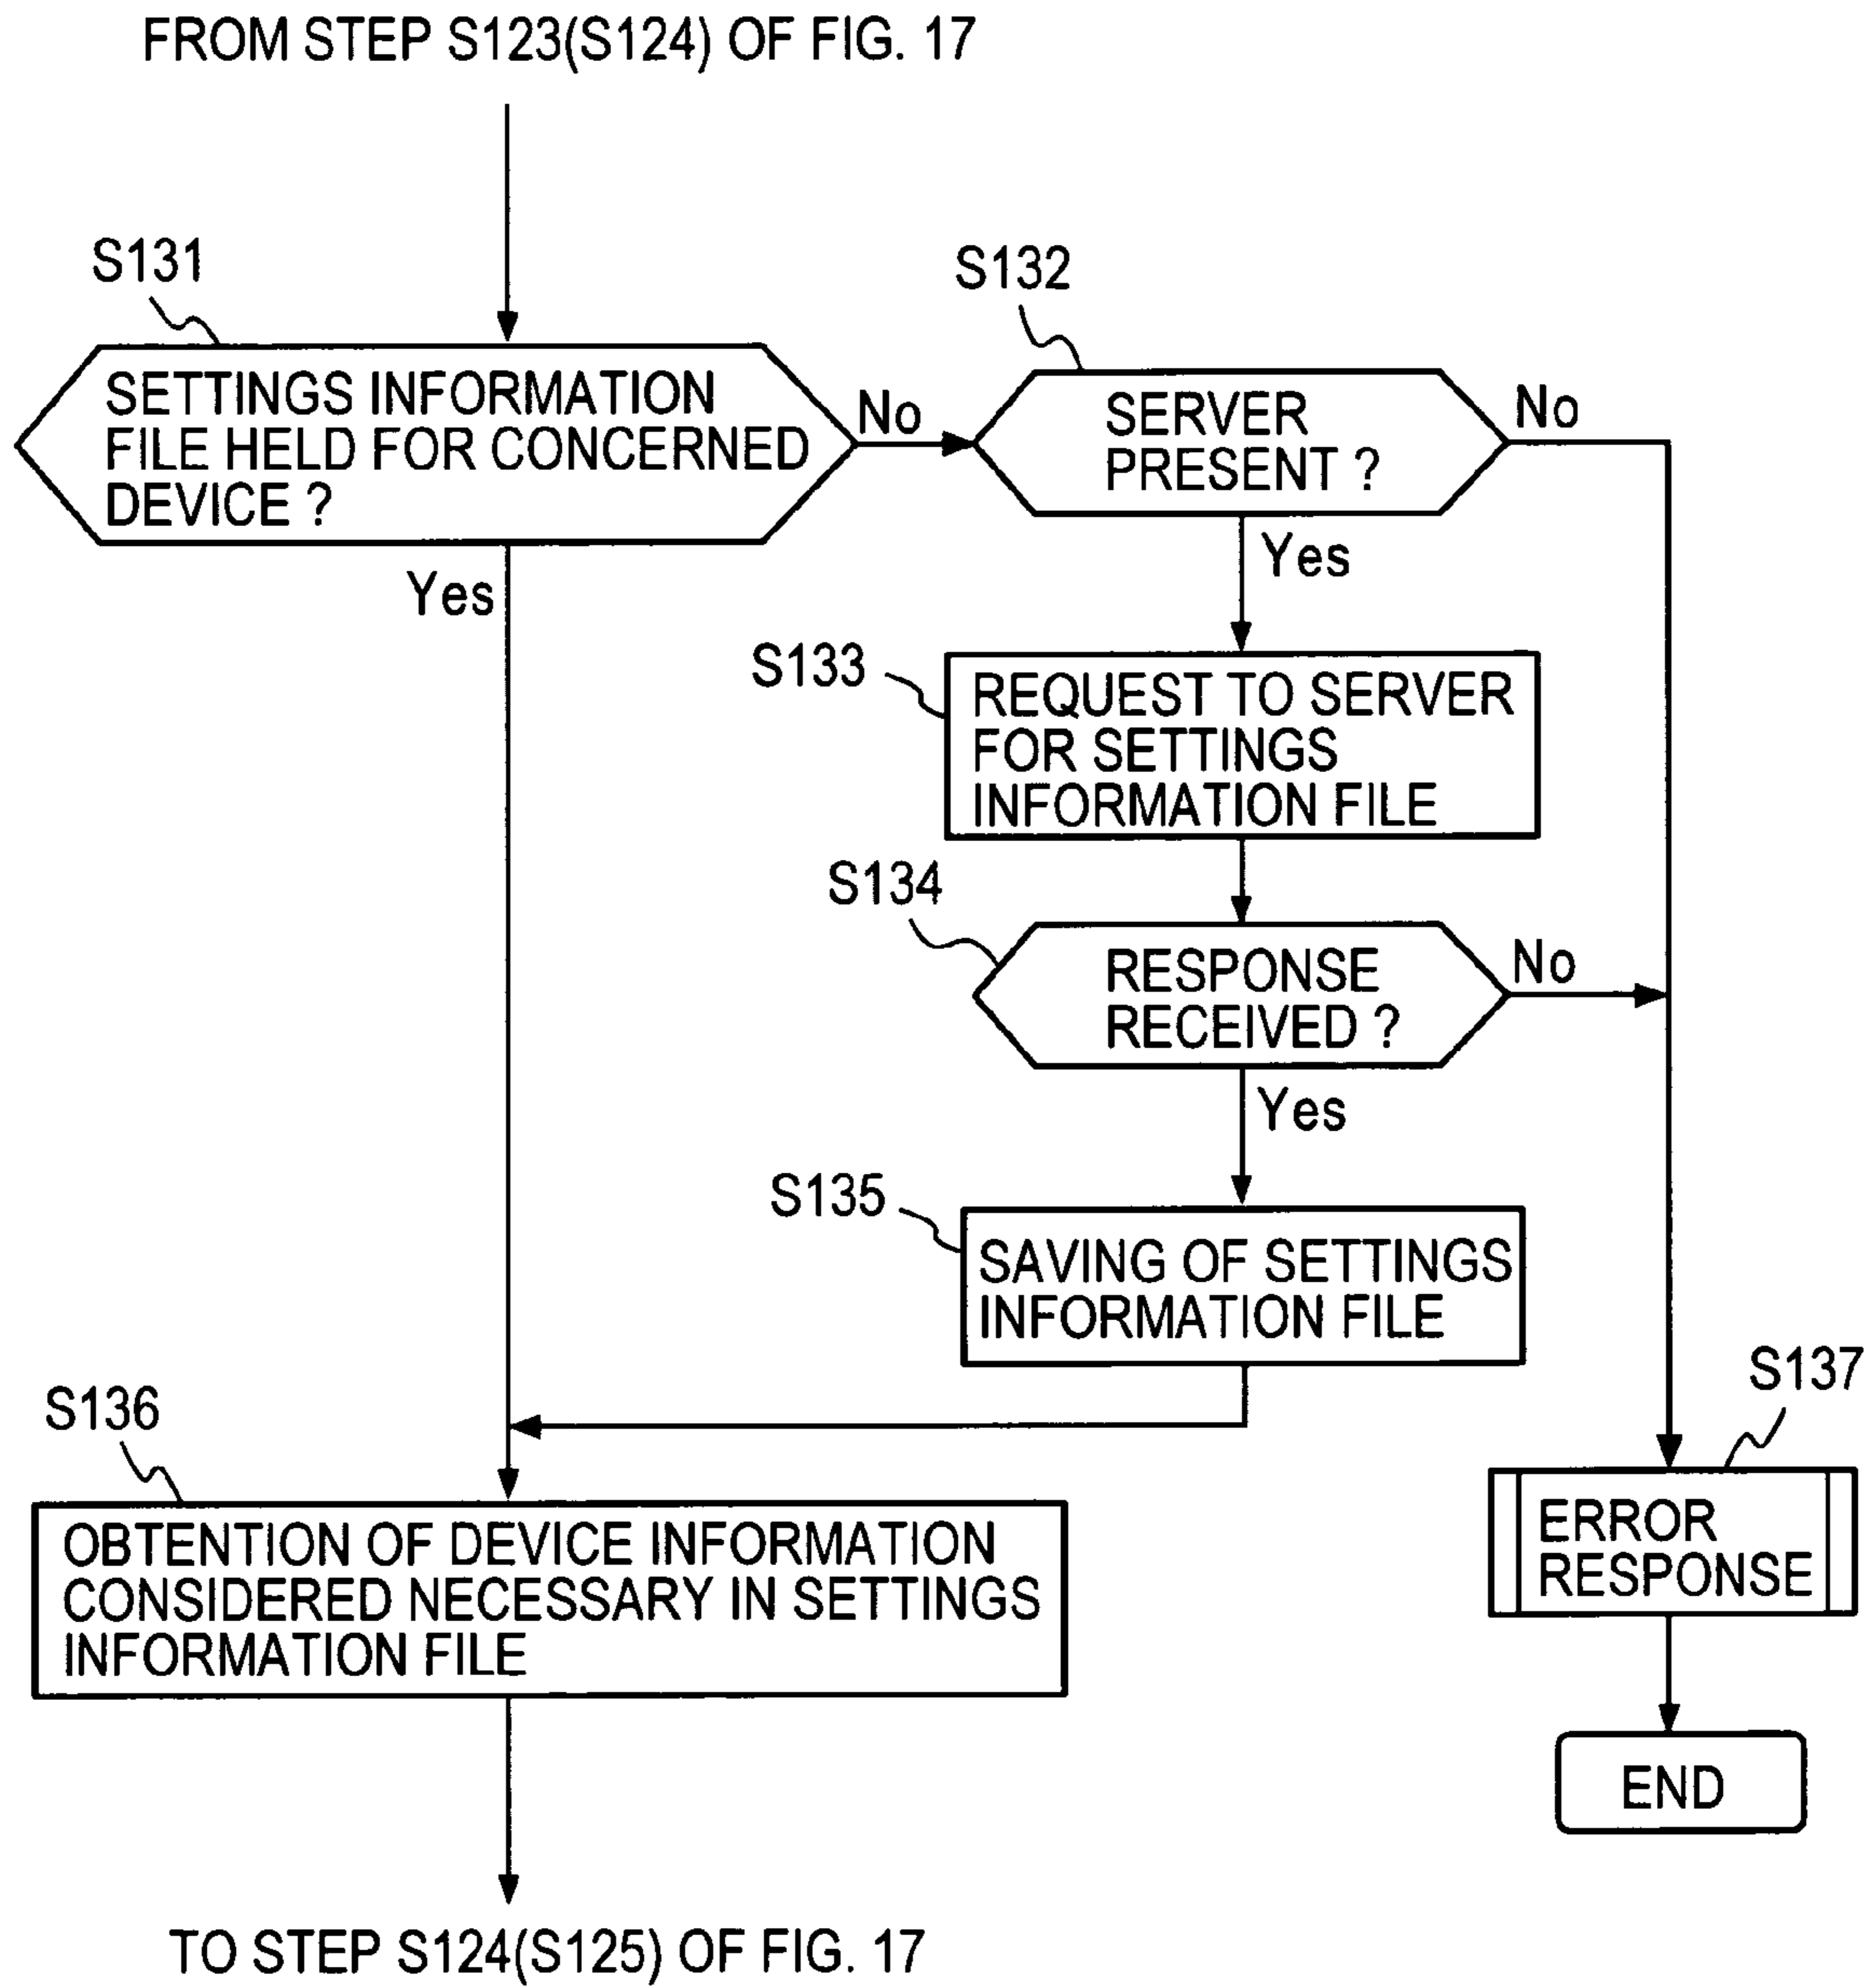 FROM STEP S123(S124) OF FIG. 17
S131
SETTINGS INFORMATION
FILE HELD FOR CONCERNED
DEVICE ?
No
Yes
S132
SERVER
PRESENT ?
No
Yes
S133
REQUEST TO SERVER
FOR SETTINGS
INFORMATION FILE
S134
RESPONSE
RECEIVED ?
No
Yes
S135
SAVING OF SETTINGS
INFORMATION FILE
S136
OBTENTION OF DEVICE INFORMATION
CONSIDERED NECESSARY IN SETTINGS
INFORMATION FILE
S137
ERROR
RESPONSE
END
TO STEP S124(S125) OF FIG. 17